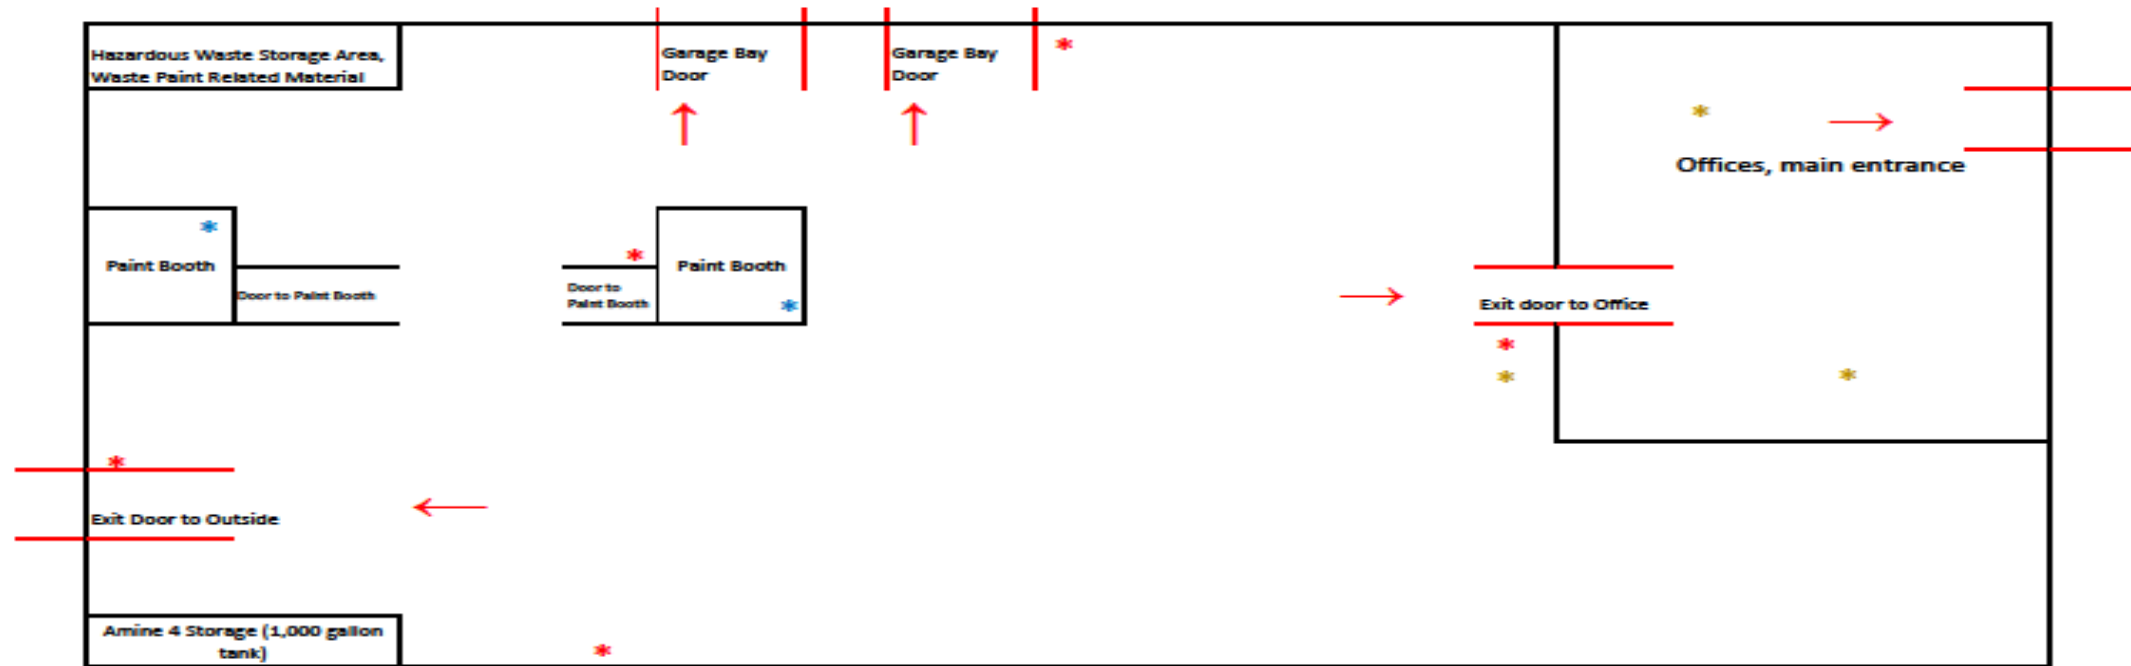 Hazardous Waste Storage Area,
Waste Paint Related Material
Garage Bay
Door
Garage Bay
Door
*
*
→
Offices, main entrance
↑
↑
*
Paint Booth
Door to Paint Booth
*
Door to
Paint Booth
Paint Booth
*
→
Exit door to Office
*
*
*
*
Exit Door to Outside
←
Amine 4 Storage (1,000 gallon
tank)
*